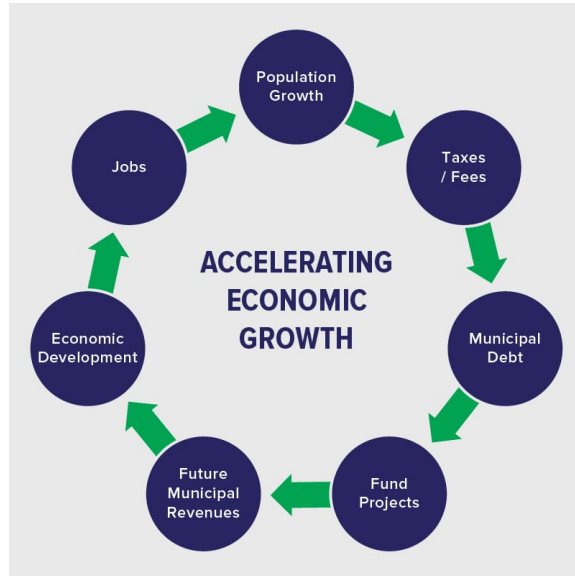 Population
Growth
Taxes
/ Fees
Municipal
Debt
Fund
Projects
Future
Municipal
Revenues
Economic
Development
Jobs
ACCELERATING
ECONOMIC
GROWTH